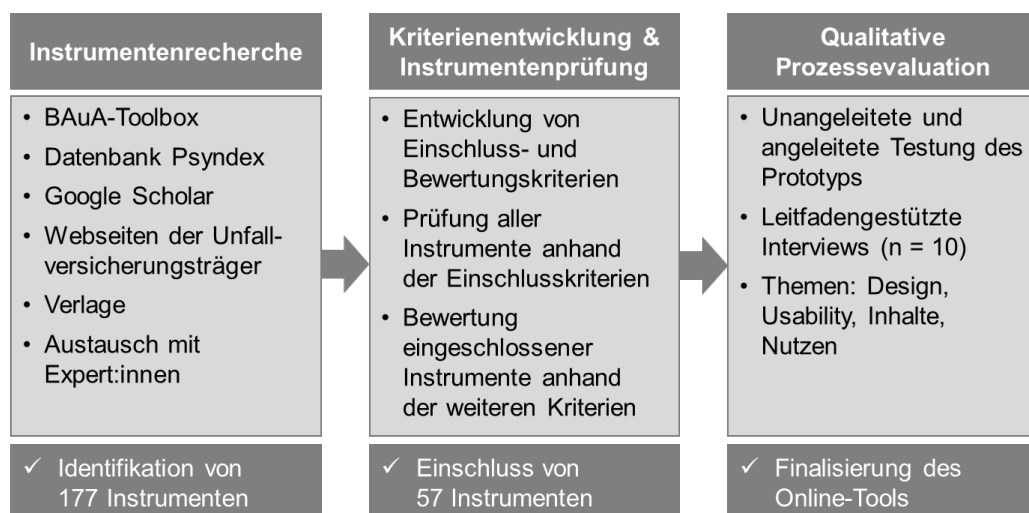 Instrumentenrecherche
• BAuA-Toolbox
• Datenbank Psyndex
• Google Scholar
• Webseiten der Unfall-
versicherungsträger
• Verlage
• Austausch mit
Expert:innen
✓ Identifikation von
177 Instrumenten
Kriterienentwicklung &
Instrumentenprüfung
• Entwicklung von
Einschluss- und
Bewertungskriterien
• Prüfung aller
Instrumente anhand
der Einschlusskriterien
• Bewertung
eingeschlossener
Instrumente anhand
der weiteren Kriterien
✓ Einschluss von
57 Instrumenten
Qualitative
Prozessevaluation
• Unangeleitete und
angeleitete Testung des
Prototyps
• Leitfadengestützte
Interviews (n = 10)
• Themen: Design,
Usability, Inhalte,
Nutzen
✓ Finalisierung des
Online-Tools